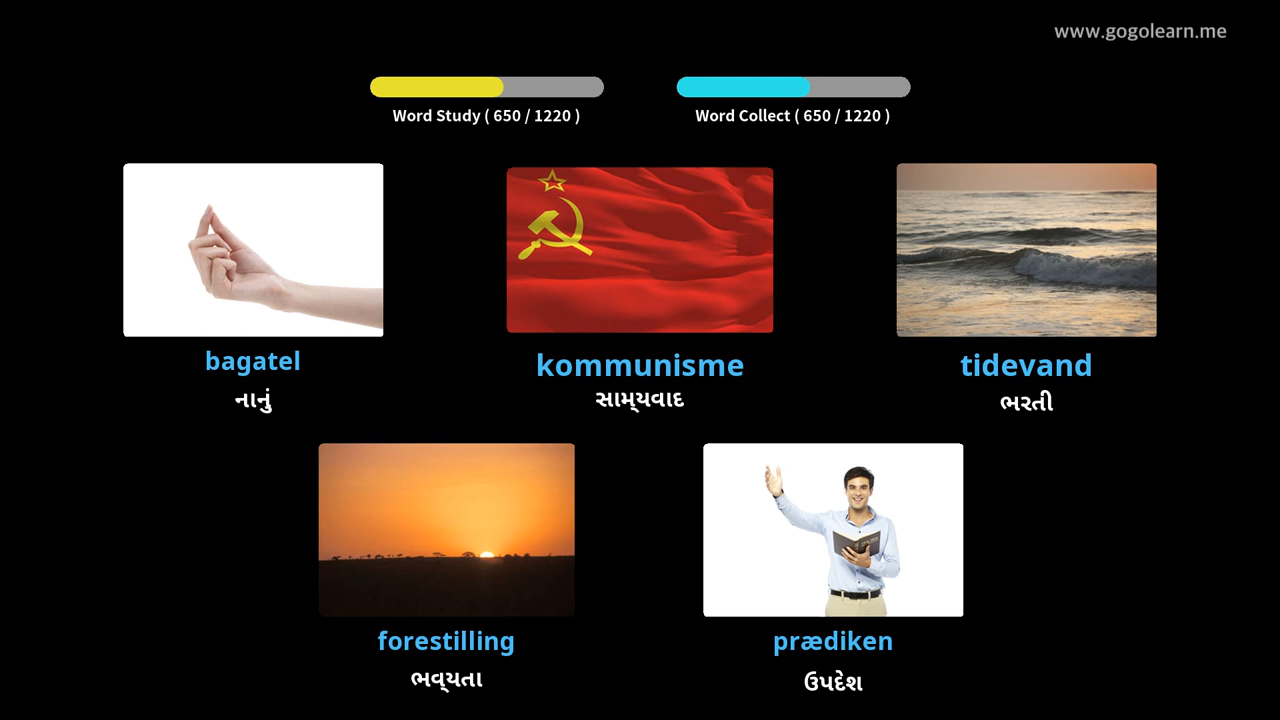 www.gogolearn.me
Word Study ( 650 / 1220 )
Word Collect ( 650 / 1220 )
bagatel
kommunisme
tidevand
નાનું
સામ્યવાદ
ભરતી
forestilling
prædiken
ભવ્યતા
ઉપદેશ